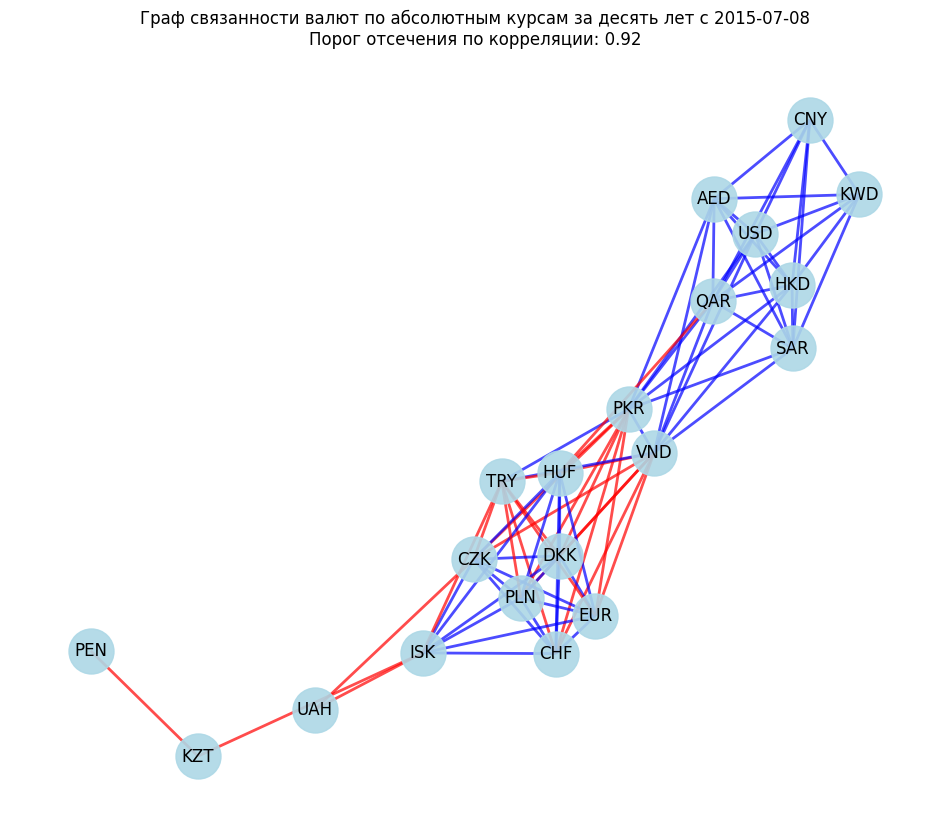 Граф связанности валют по абсолютным курсам за десять лет с 2015-07-08
Порог отсечения по корреляции: 0.92
CNY
KWD
AED
USD
HKD
QAR
SAR
PKR
VND
HUF
TRY
DKK
CZK
PLN
EUR
PEN
ISK
CHF
UAH
KZT